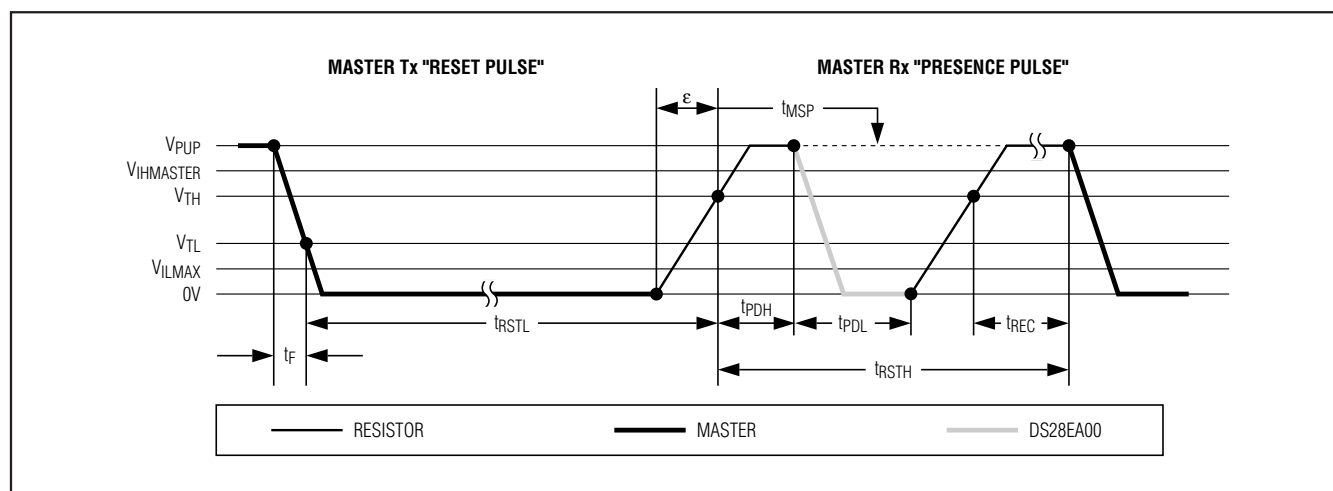 MASTER Tx "RESET PULSE"
MASTER Rx "PRESENCE PULSE"
ε
tMSP
VPUP
VIHMASTER
VTH
VTL
VILMAX
0V
tRSTL
tPDH
tPDL
tREC
tF
tRSTH
RESISTOR
MASTER
DS28EA00